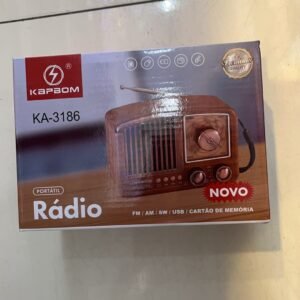 KAPBOM
KA-3186
PORTÁTIL
Rádio
NOVO
FM / AM / SW / USB / CARTÃO DE MEMÓRIA